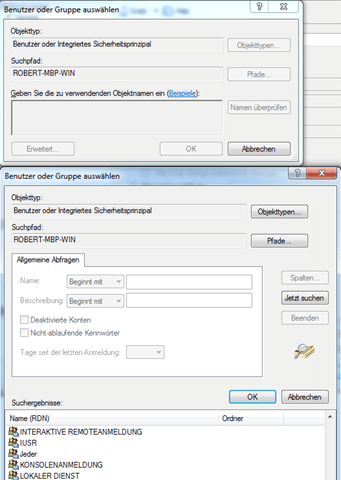 Benutzer oder Gruppe auswählen
Objekttyp:
Benutzer oder Integriertes Sicherheitsprinzipal
Objekttypen...
Suchpfad:
ROBERT-MBP-WIN
Pfade...
Geben Sie die zu verwendenden Objektnamen ein (Beispiele):
Namen überprüfen
Erweitert...
OK
Abbrechen
Benutzer oder Gruppe auswählen
Objekttyp:
Benutzer oder Integriertes Sicherheitsprinzipal
Objekttypen...
Suchpfad:
ROBERT-MBP-WIN
Pfade...
Allgemeine Abfragen
Name:
Beginnt mit
Spalten...
Beschreibung:
Beginnt mit
Jetzt suchen
Deaktivierte Konten
Beenden
Nicht-ablaufende Kennwörter
Tage seit der letzten Anmeldung:
OK
Abbrechen
Suchergebnisse:
Name (RDN)
Ordner
INTERAKTIVE REMOTEANMELDUNG
IUSR
Jeder
KONSOLENANMELDUNG
LOKALER DIENST